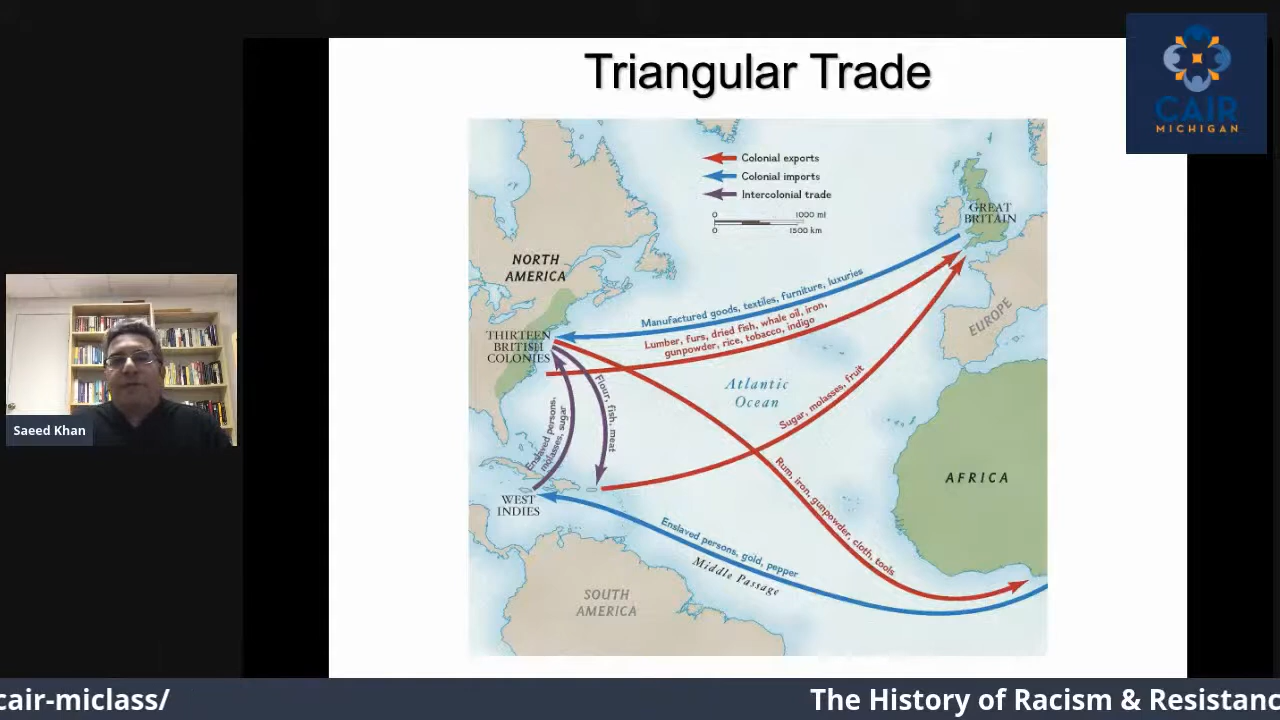 Triangular Trade
CAIR
MICHIGAN
Colonial exports
Colonial imports
Intercolonial trade
0 1000 mi
0 1500 km
GREAT
BRITAIN
NORTH
AMERICA
EUROPE
Manufactured goods, textiles, furniture, luxuries
Lumber, furs, dried fish, whale oil, iron,
gunpowder, rice, tobacco, indigo
THIRTEEN
BRITISH
COLONIES
Atlantic
Ocean
Flour, fish, meat
Enslaved persons,
molasses, sugar
Sugar, molasses, fruit
Saeed Khan
AFRICA
Rum, iron, gunpowder, cloth, tools
WEST
INDIES
Enslaved persons, gold, pepper
Middle Passage
SOUTH
AMERICA
cair-miclass/
The History of Racism & Resistanc